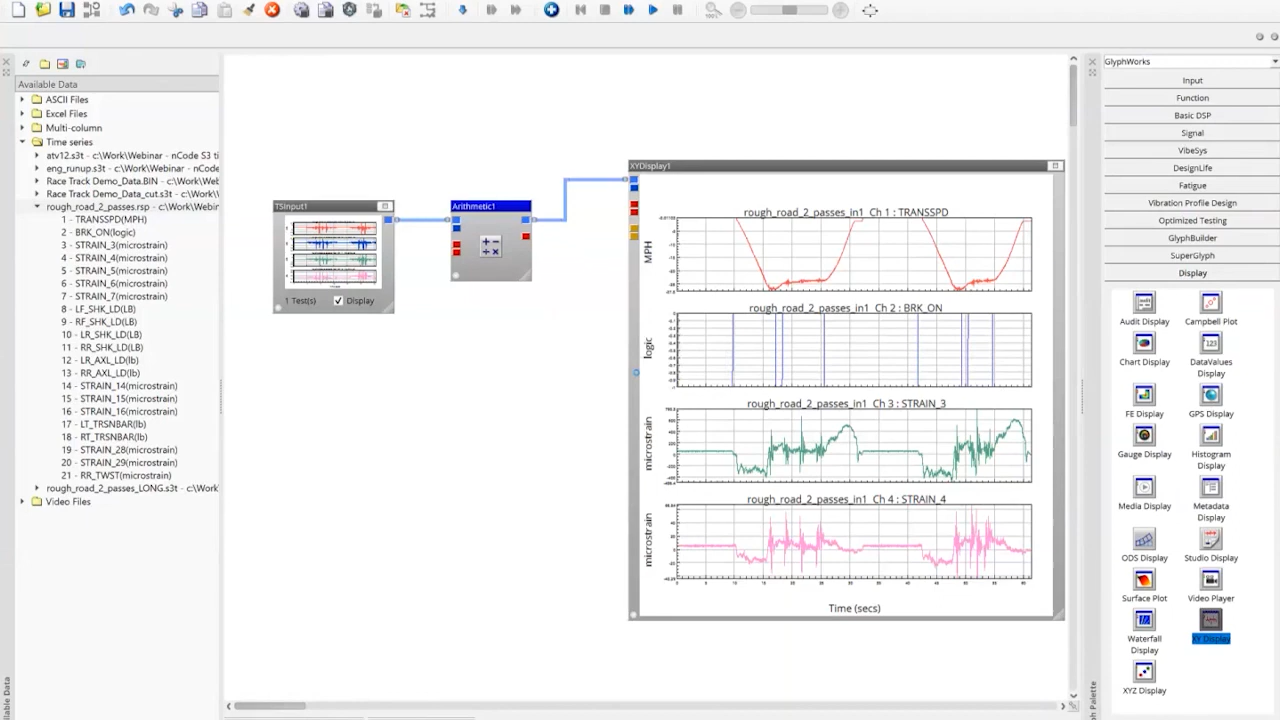 GlyphWorks
Available Data
ASCII Files
Excel Files
Multi-column
Time series
atv12.s3t - c:\Work\Webinar - nCode S3 ti
eng_runup.s3t - c:\Work\Webinar - nCode
Race Track Demo_Data.BIN - c:\Work\Web
Race Track Demo_Data_cut.s3t - c:\Work\
rough_road_2_passes.rsp - c:\Work\Webin
1 - TRANSSPD(MPH)
2 - BRK_ON(logic)
3 - STRAIN_3(microstrain)
4 - STRAIN_4(microstrain)
5 - STRAIN_5(microstrain)
6 - STRAIN_6(microstrain)
7 - STRAIN_7(microstrain)
8 - LF_SHK_LD(LB)
9 - RF_SHK_LD(LB)
10 - LR_SHK_LD(LB)
11 - RR_SHK_LD(LB)
12 - LR_AXL_LD(lb)
13 - RR_AXL_LD(lb)
14 - STRAIN_14(microstrain)
15 - STRAIN_15(microstrain)
16 - STRAIN_16(microstrain)
17 - LT_TRSNBAR(lb)
18 - RT_TRSNBAR(lb)
19 - STRAIN_28(microstrain)
20 - STRAIN_29(microstrain)
21 - RR_TWST(microstrain)
rough_road_2_passes_LONG.s3t - c:\Work
Video Files
TSInput1
1 Test(s)
Display
Arithmetic1
XYDisplay1
rough_road_2_passes_in1 Ch 1 : TRANSSPD
MPH
rough_road_2_passes_in1 Ch 2 : BRK_ON
logic
rough_road_2_passes_in1 Ch 3 : STRAIN_3
microstrain
rough_road_2_passes_in1 Ch 4 : STRAIN_4
microstrain
Time (secs)
Input
Function
Basic DSP
Signal
VibeSys
DesignLife
Fatigue
Vibration Profile Design
Optimized Testing
GlyphBuilder
SuperGlyph
Display
Audit Display
Campbell Plot
Chart Display
DataValues
Display
FE Display
GPS Display
Gauge Display
Histogram
Display
Media Display
Metadata
Display
ODS Display
Studio Display
Surface Plot
Video Player
Waterfall
Display
XY Display
XYZ Display